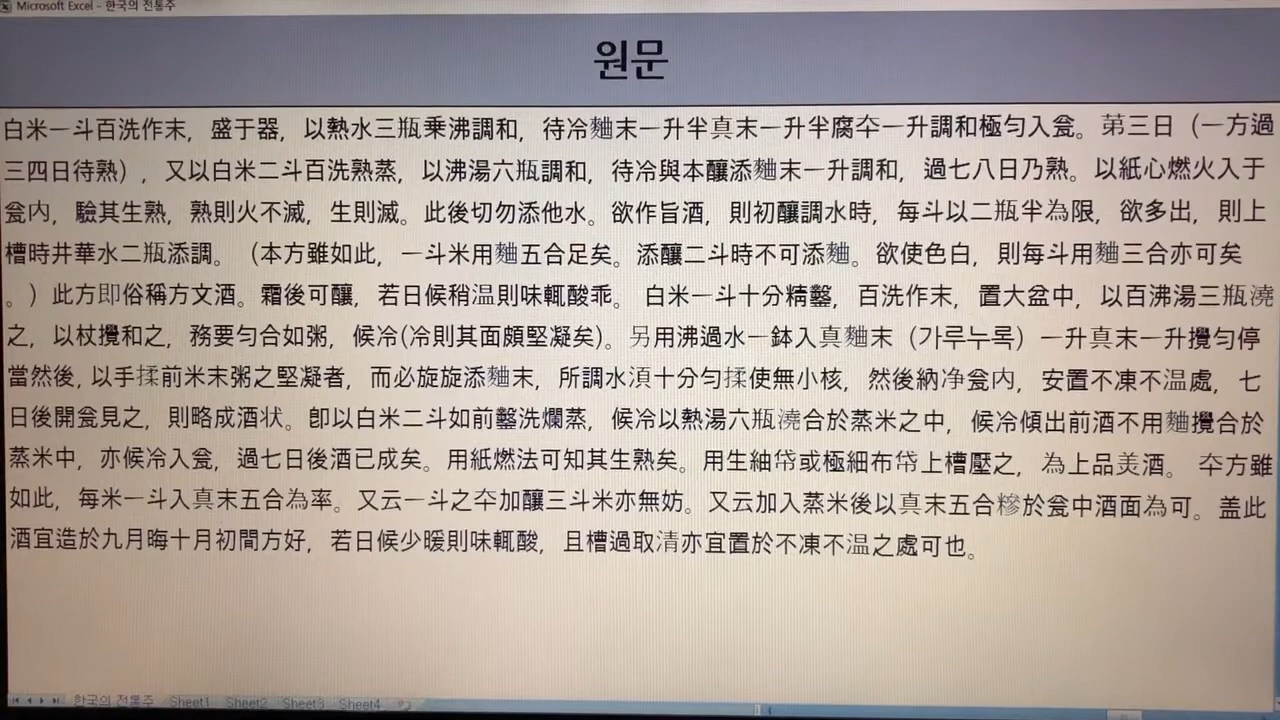 Microsoft Excel - 한국의 전통주
원문
白米一斗百洗作末，盛于器，以熱水三瓶乗沸調和，待冷麯末一升半真末一升半腐夲一升調和極匀入瓮。苐三日（一方過
三四日待熟），又以白米二斗百洗熟蒸，以沸湯六瓶調和，待冷與本釀添麯末一升調和，過七八日乃熟。以紙心燃火入于
瓮内，驗其生熟，熟則火不滅，生則滅。此後切勿添他水。欲作旨酒，則初釀調水時，每斗以二瓶半為限，欲多出，則上
槽時井華水二瓶添調。（本方雖如此，一斗米用麯五合足矣。添釀二斗時不可添麯。欲使色白，則每斗用麯三合亦可矣
。）此方即俗稱方文酒。霜後可釀，若日候稍温則味輒酸乖。 白米一斗十分精鑿，百洗作末，置大盆中，以百沸湯三瓶澆
之，以杖攪和之，務要匀合如粥，候冷(冷則其面頗堅凝矣)。另用沸過水一鉢入真麯末（가루누룩）一升真末一升攪匀停
當然後, 以手揉前米末粥之堅凝者，而必旋旋添麯末，所調水湏十分匀揉使無小核，然後納净瓮内，安置不凍不温處，七
日後開瓮見之，則略成酒状。卽以白米二斗如前鑿洗爛蒸，候冷以熱湯六瓶澆合於蒸米之中，候冷傾出前酒不用麯攪合於
蒸米中，亦候冷入瓮，過七日後酒已成矣。用紙燃法可知其生熟矣。用生紬帒或極細布帒上槽壓之，為上品美酒。 夲方雖
如此，每米一斗入真末五合為率。又云一斗之夲加釀三斗米亦無妨。又云加入蒸米後以真末五合糝於瓮中酒面為可。盖此
酒宜造於九月晦十月初間方好，若日候少暖則味輒酸，且槽過取清亦宜置於不凍不温之處可也。
한국의 전통주 Sheet1 Sheet2 Sheet3 Sheet4